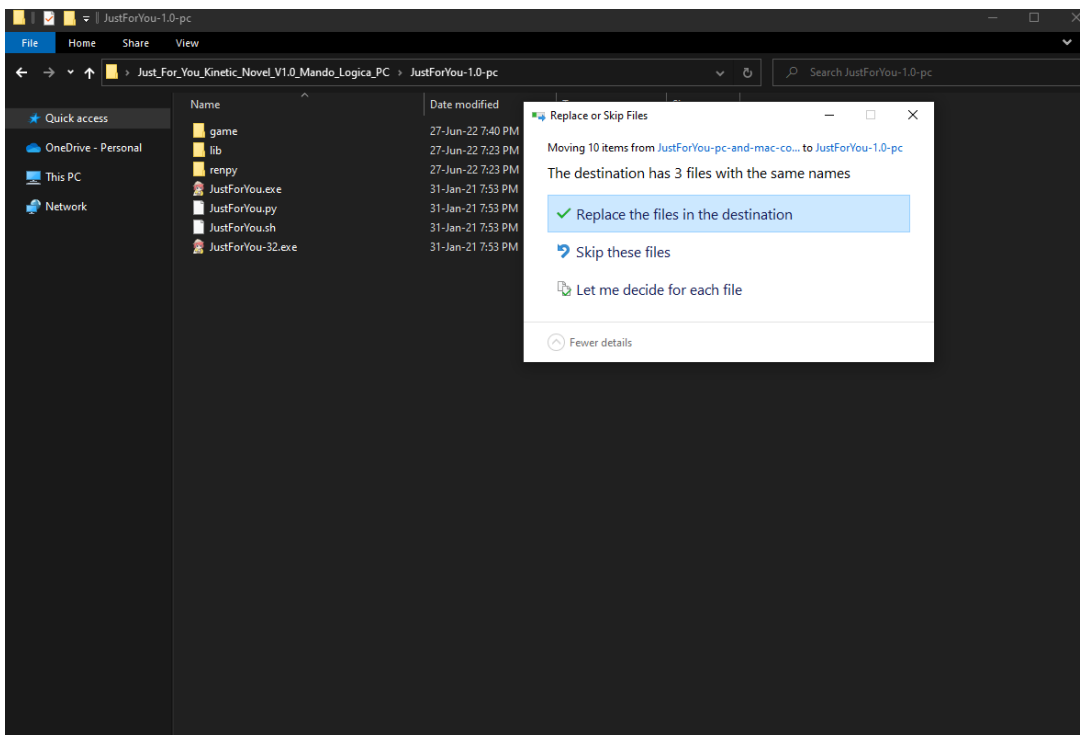 JustForYou-1.0-pc
File Home Share View
Just_For_You_Kinetic_Novel_V1.0_Mando_Logica_PC > JustForYou-1.0-pc
Search JustForYou-1.0-pc
Quick access
OneDrive - Personal
This PC
Network
Name Date modified
game 27-Jun-22 7:40 PM
lib 27-Jun-22 7:23 PM
renpy 27-Jun-22 7:23 PM
JustForYou.exe 31-Jan-21 7:53 PM
JustForYou.py 31-Jan-21 7:53 PM
JustForYou.sh 31-Jan-21 7:53 PM
JustForYou-32.exe 31-Jan-21 7:53 PM
Replace or Skip Files
Moving 10 items from JustForYou-pc-and-mac-co... to JustForYou-1.0-pc
The destination has 3 files with the same names
Replace the files in the destination
Skip these files
Let me decide for each file
Fewer details